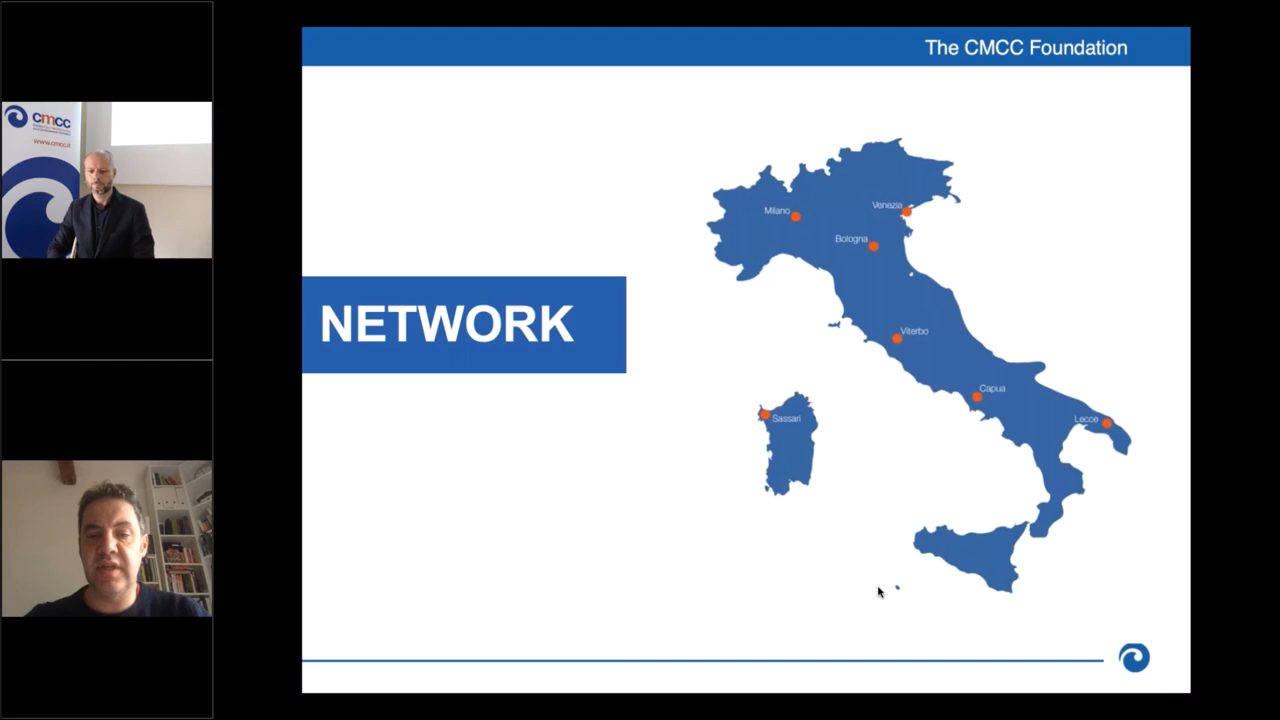 The CMCC Foundation
cmcc
www.cmcc.it
NETWORK
Milano
Venezia
Bologna
Viterbo
Capua
Sassari
Lecce